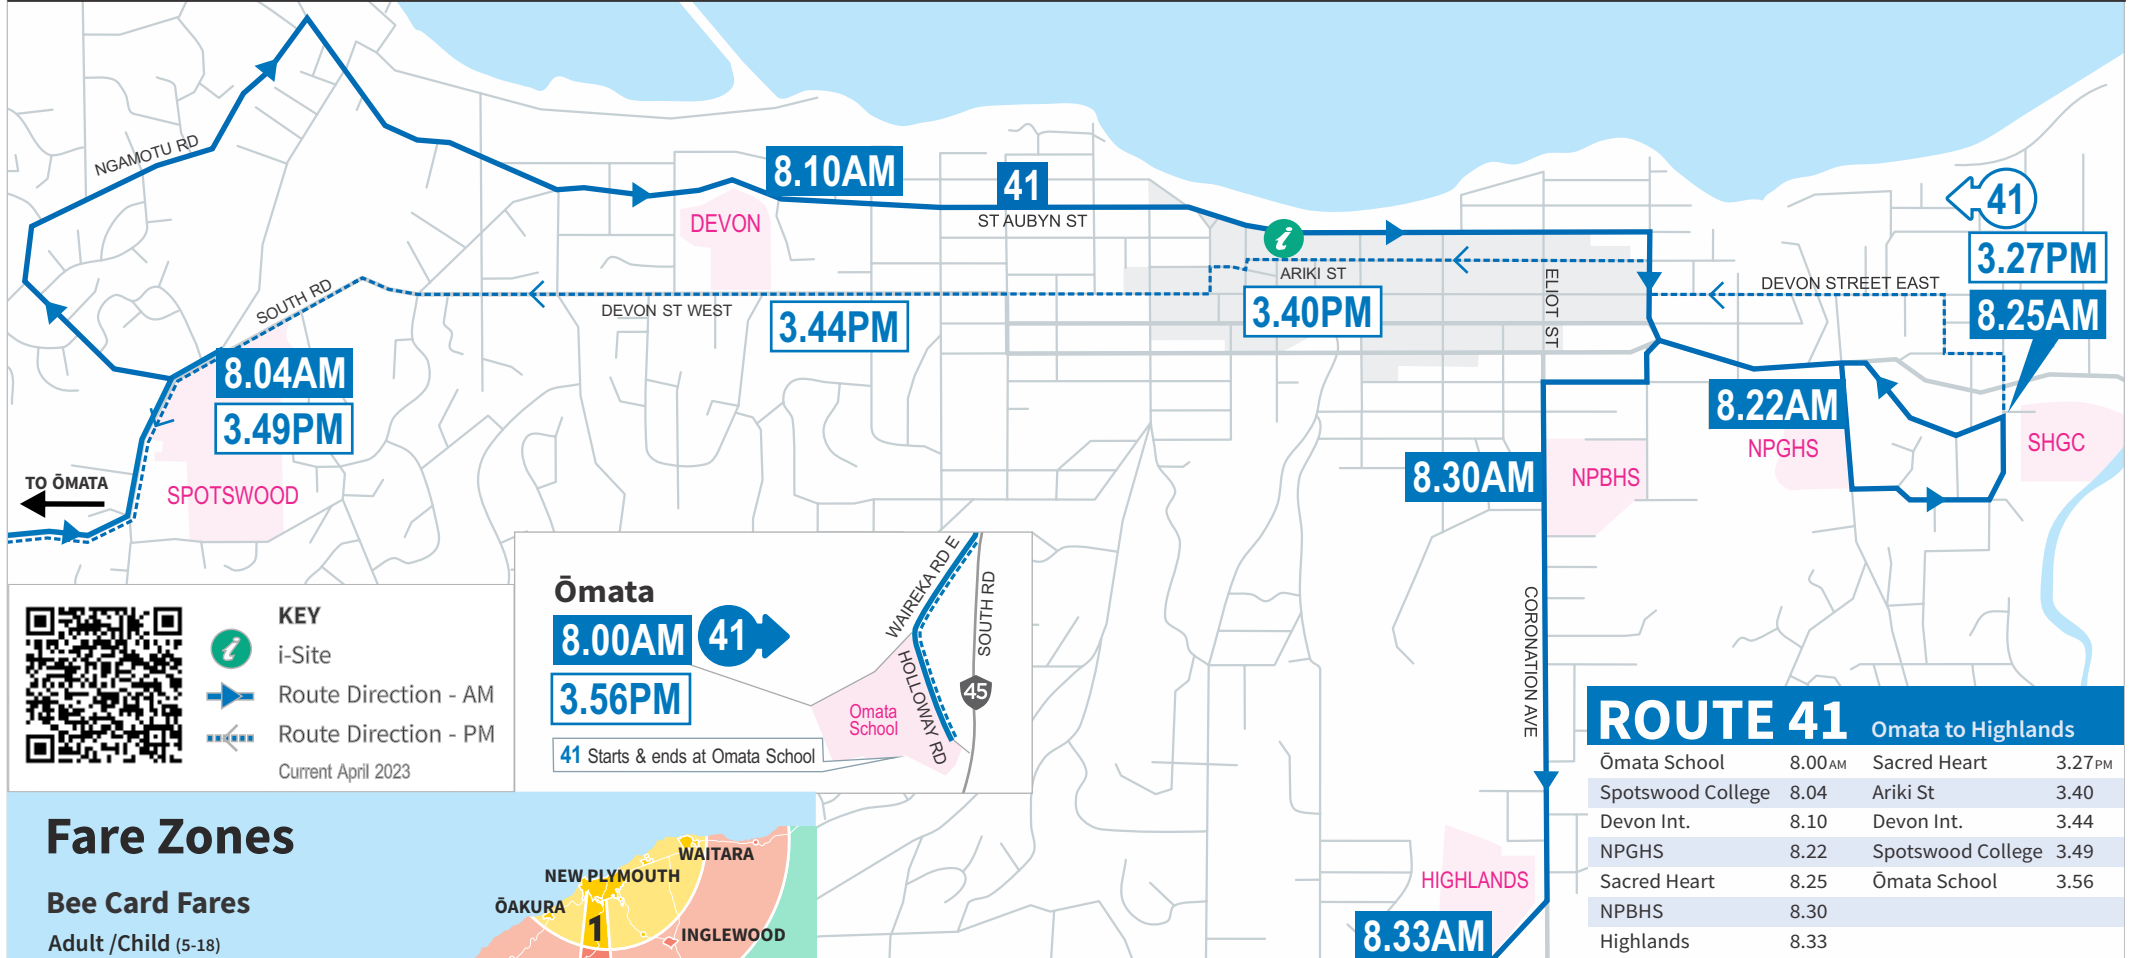 NGAMOTU RD
8.10AM
41
ST AUBYN ST
DEVON
i
41
3.27PM
ARIKI ST
DEVON STREET EAST
SOUTH RD
DEVON ST WEST
3.44PM
3.40PM
ELIOT ST
8.25AM
8.04AM
3.49PM
8.22AM
NPGHS
SHGC
TO ŌMATA
SPOTSWOOD
8.30AM
NPBHS
CORONATION AVE
HIGHLANDS
8.33AM
KEY
i
i-Site
Route Direction - AM
Route Direction - PM
Current April 2023
Ōmata
8.00AM
41
3.56PM
41 Starts & ends at Omata School
Omata
School
WAIREKA RD E
HOLLOWAY RD
SOUTH RD
45
ROUTE 41 Omata to Highlands
Ōmata School 8.00AM Sacred Heart 3.27PM
Spotswood College 8.04 Ariki St 3.40
Devon Int. 8.10 Devon Int. 3.44
NPGHS 8.22 Spotswood College 3.49
Sacred Heart 8.25 Ōmata School 3.56
NPBHS 8.30
Highlands 8.33
Fare Zones
Bee Card Fares
Adult /Child (5-18)
WAITARA
NEW PLYMOUTH
ŌAKURA
1
INGLEWOOD